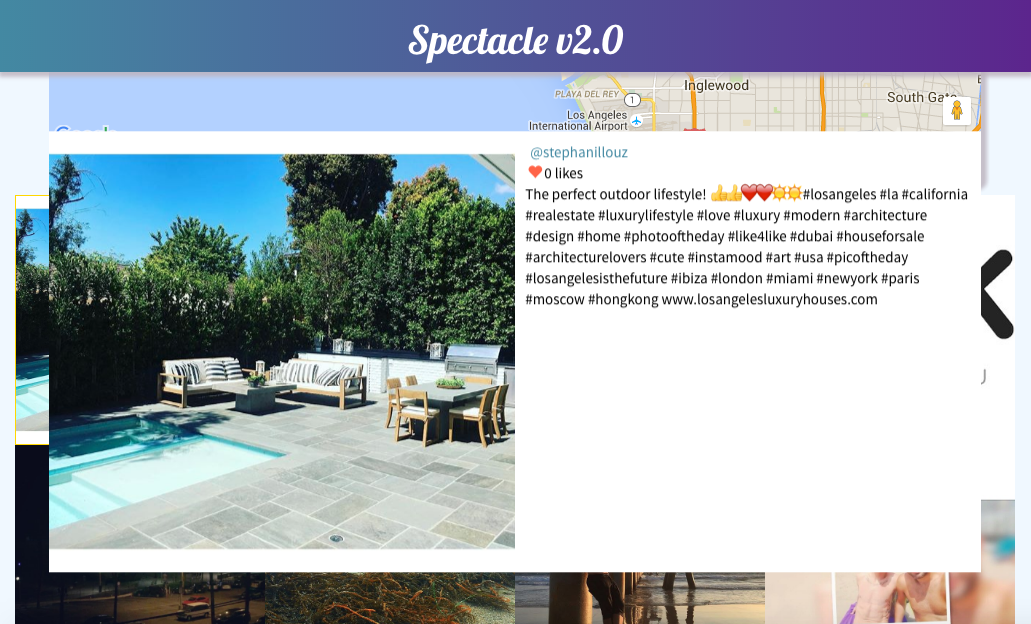 Spectacle v2.0
PLAYA DEL REY
1
Inglewood
South Gate
Los Angeles
International Airport
Google
@stephanillouz
❤️0 likes
The perfect outdoor lifestyle! 👍👍❤️❤️☀️☀️#losangeles #la #california
#realestate #luxurylifestyle #love #luxury #modern #architecture
#design #home #photooftheday #like4like #dubai #houseforsale
#architecturelovers #cute #instamood #art #usa #picoftheday
#losangelesisthefuture #ibiza #london #miami #newyork #paris
#moscow #hongkong www.losangelesluxuryhouses.com